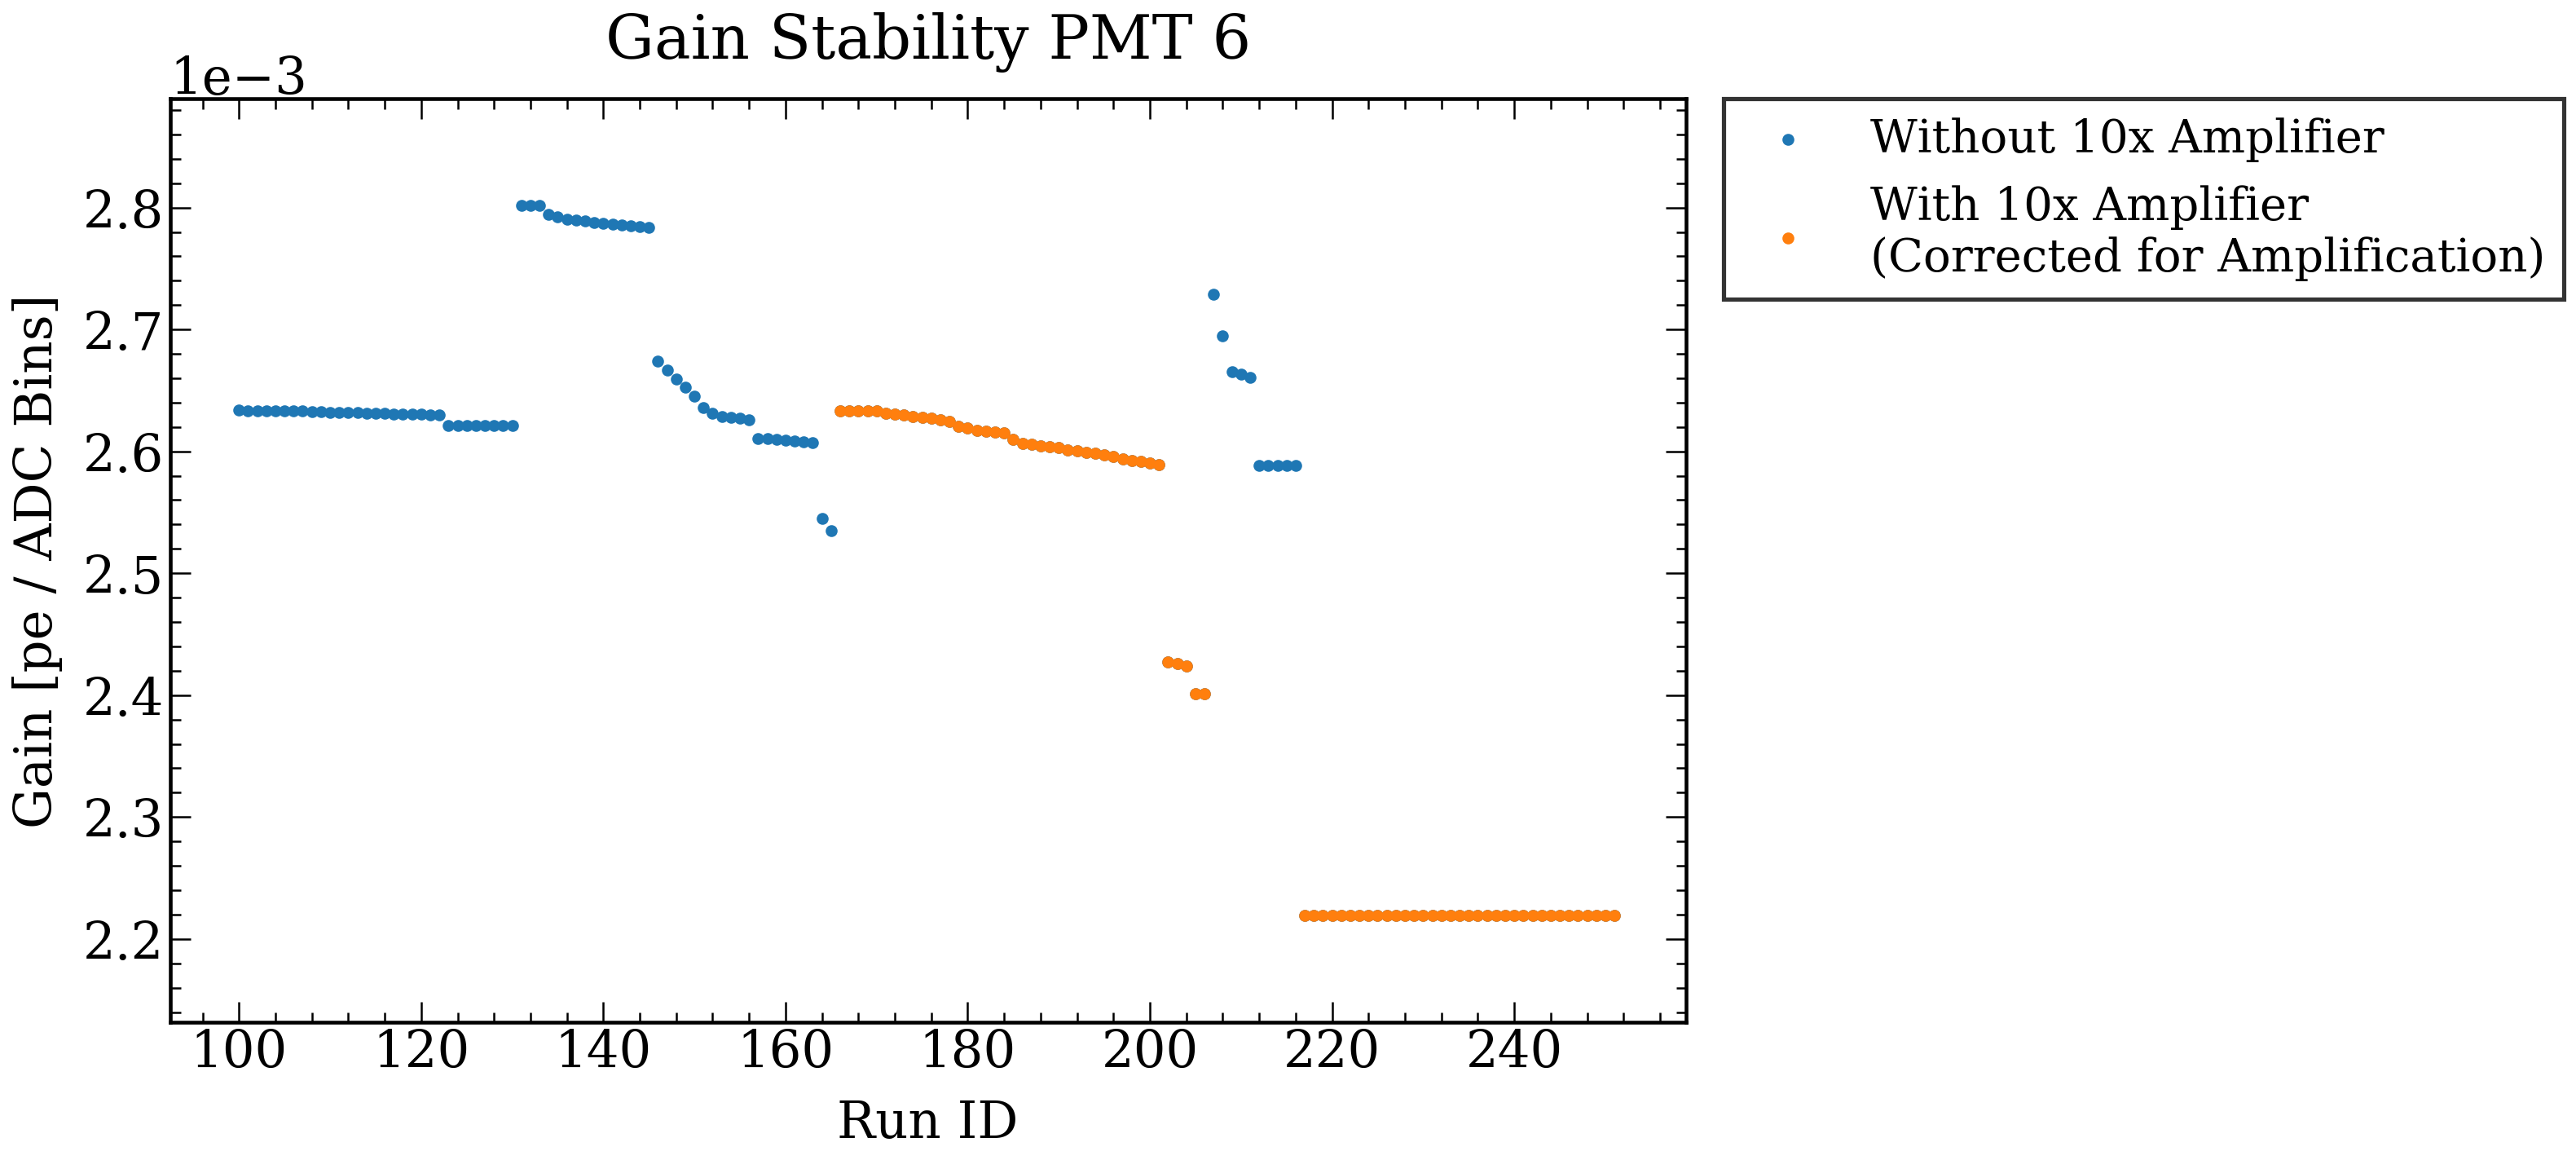 Gain Stability PMT 6
1e−3
Without 10x Amplifier
With 10x Amplifier
(Corrected for Amplification)
Gain [pe / ADC Bins]
2.8
2.7
2.6
2.5
2.4
2.3
2.2
100 120 140 160 180 200 220 240
Run ID